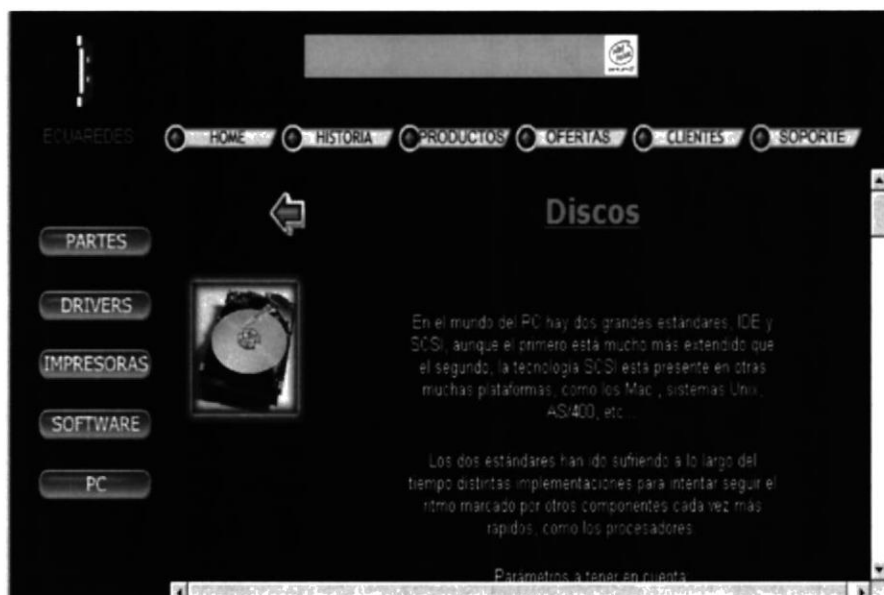 ECUAREDES
HOME HISTORIA PRODUCTOS OFERTAS CLIENTES SOPORTE
PARTES
DRIVERS
IMPRESORAS
SOFTWARE
PC
Discos
En el mundo del PC hay dos grandes estándares, IDE y
SCSI, aunque el primero está mucho más extendido que
el segundo, la tecnología SCSI está presente en otras
muchas plataformas, como los Mac , sistemas Unix,
AS/400, etc...
Los dos estándares han ido sufriendo a lo largo del
tiempo distintas implementaciones para intentar seguir el
ritmo marcado por otros componentes cada vez más
rapidos, como los procesadores
Parámetros a tener en cuenta: